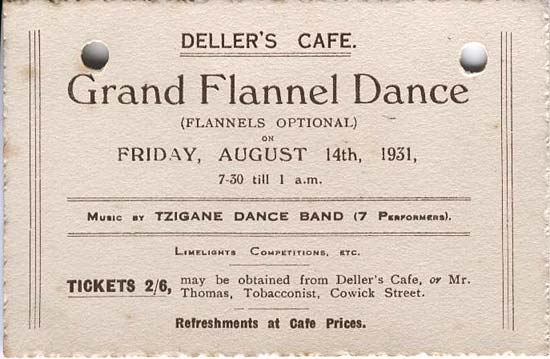 DELLER'S CAFE.
Grand Flannel Dance
(FLANNELS OPTIONAL)
ON
FRIDAY, AUGUST 14th, 1931,
7-30 till 1 a.m.
MUSIC BY TZIGANE DANCE BAND (7 PERFORMERS).
LIMELIGHTS COMPETITIONS, ETC.
TICKETS 2/6, may be obtained from Deller's Cafe, or Mr.
Thomas, Tobacconist, Cowick Street.
Refreshments at Cafe Prices.